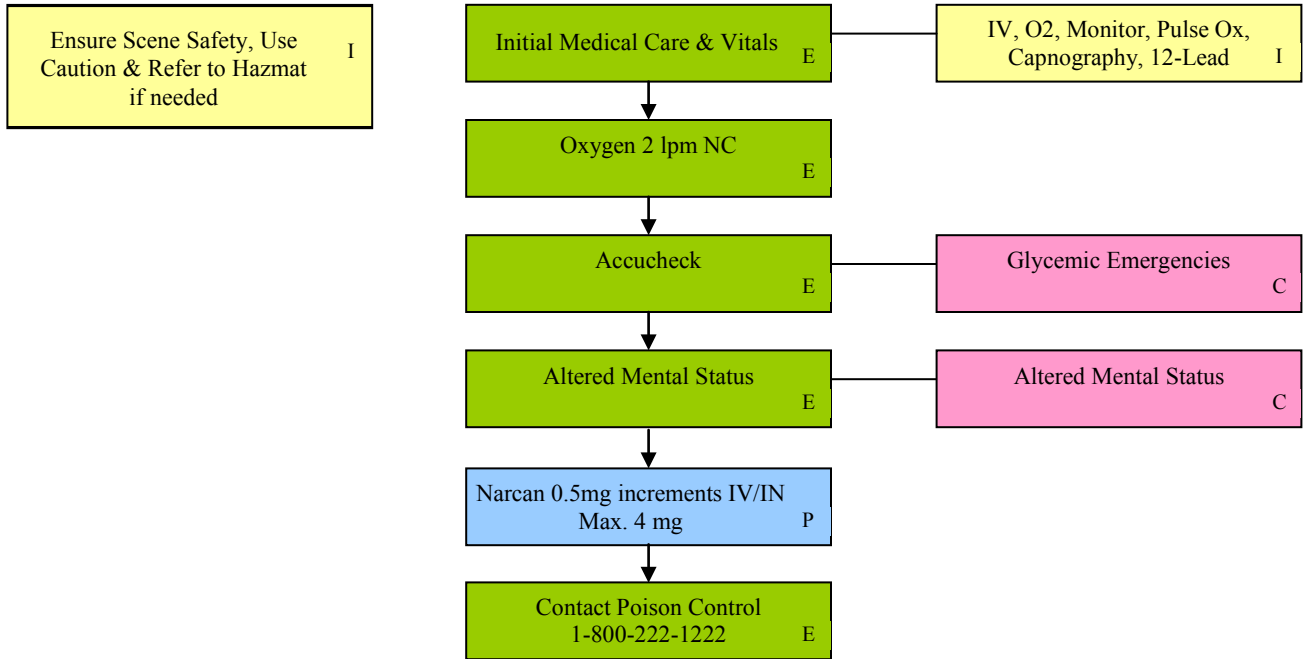 Ensure Scene Safety, Use
Caution & Refer to Hazmat
if needed
I
Initial Medical Care & Vitals
E
IV, O2, Monitor, Pulse Ox,
Capnography, 12-Lead
I
Oxygen 2 lpm NC
E
Accucheck
E
Glycemic Emergencies
C
Altered Mental Status
E
Altered Mental Status
C
Narcan 0.5mg increments IV/IN
Max. 4 mg
P
Contact Poison Control
1-800-222-1222
E